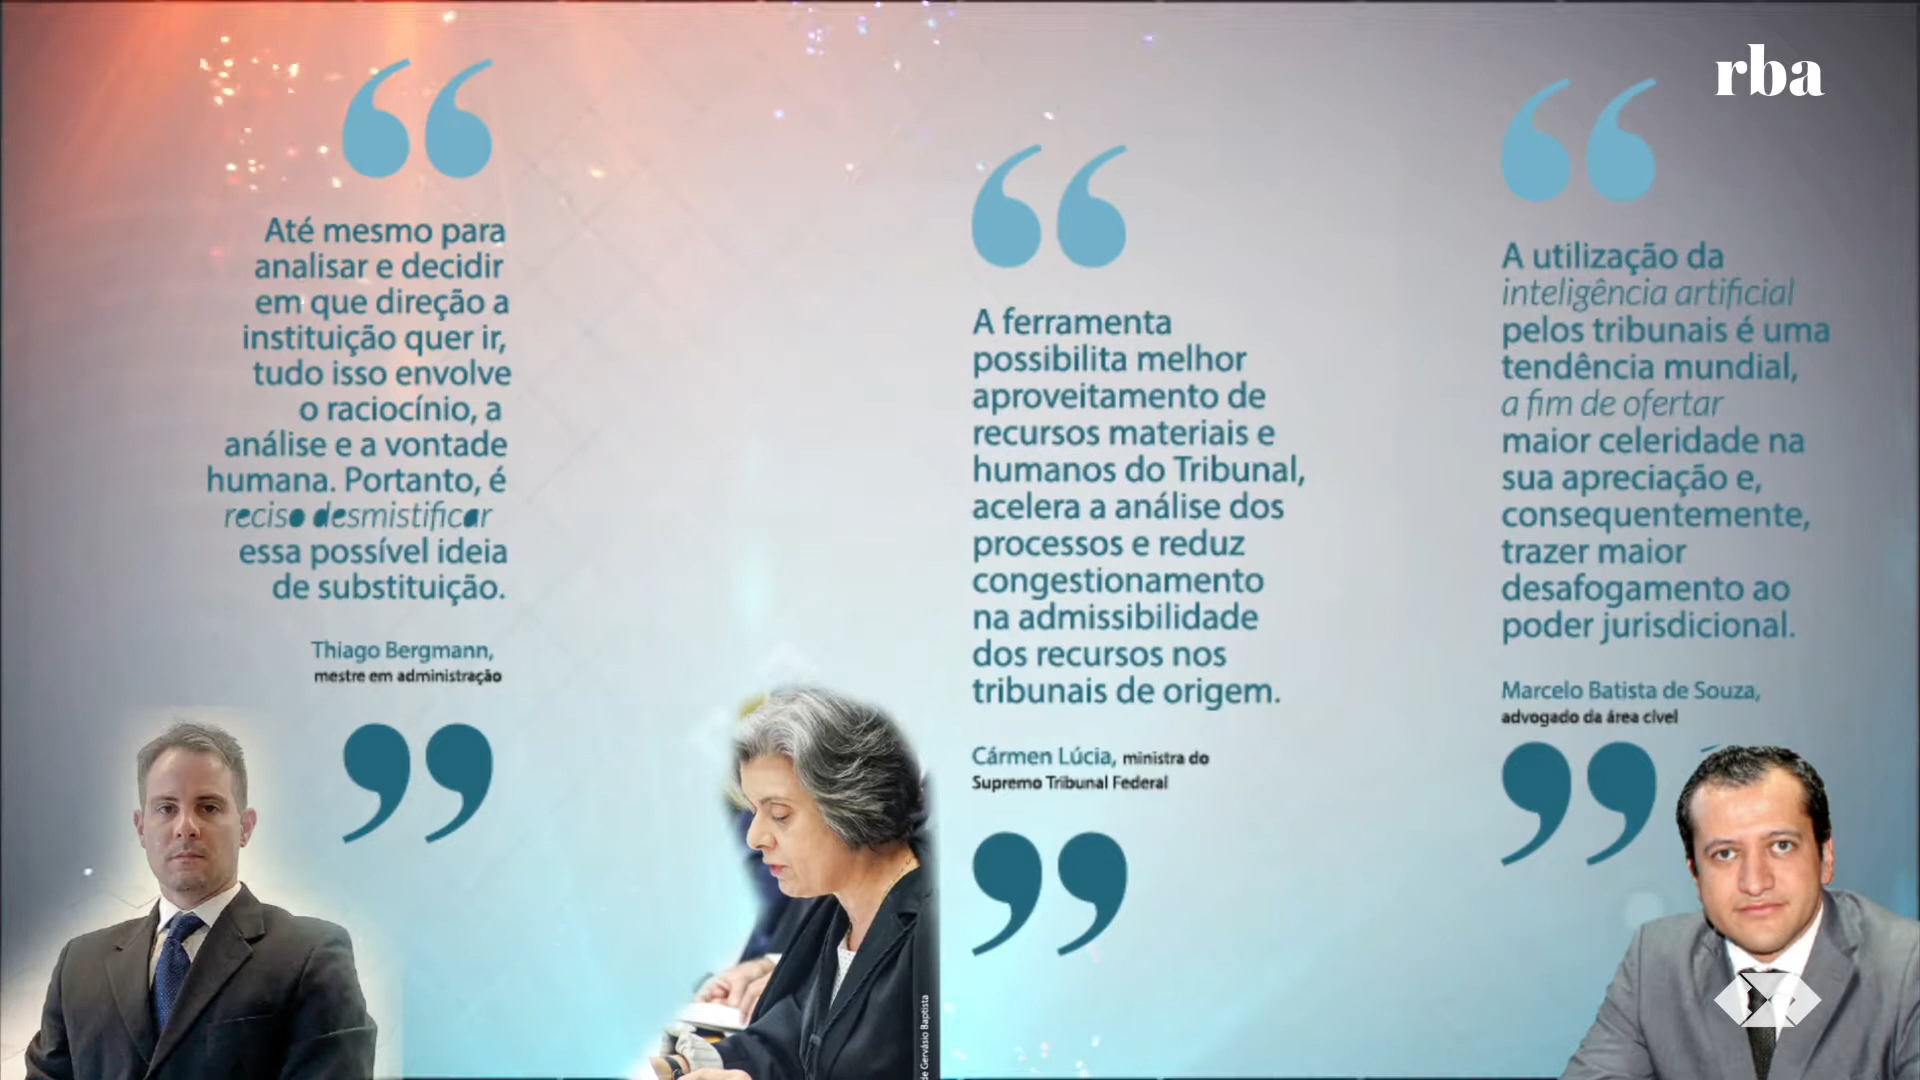 rba
Até mesmo para
analisar e decidir
em que direção a
instituição quer ir,
tudo isso envolve
o raciocínio, a
análise e a vontade
humana. Portanto, é
reciso desmistificar
essa possível ideia
de substituição.
Thiago Bergmann,
mestre em administração
A ferramenta
possibilita melhor
aproveitamento de
recursos materiais e
humanos do Tribunal,
acelera a análise dos
processos e reduz
congestionamento
na admissibilidade
dos recursos nos
tribunais de origem.
Cármen Lúcia, ministra do
Supremo Tribunal Federal
de Gervásio Baptista
A utilização da
inteligência artificial
pelos tribunais é uma
tendência mundial,
a fim de ofertar
maior celeridade na
sua apreciação e,
consequentemente,
trazer maior
desafogamento ao
poder jurisdicional.
Marcelo Batista de Souza,
advogado da área cível